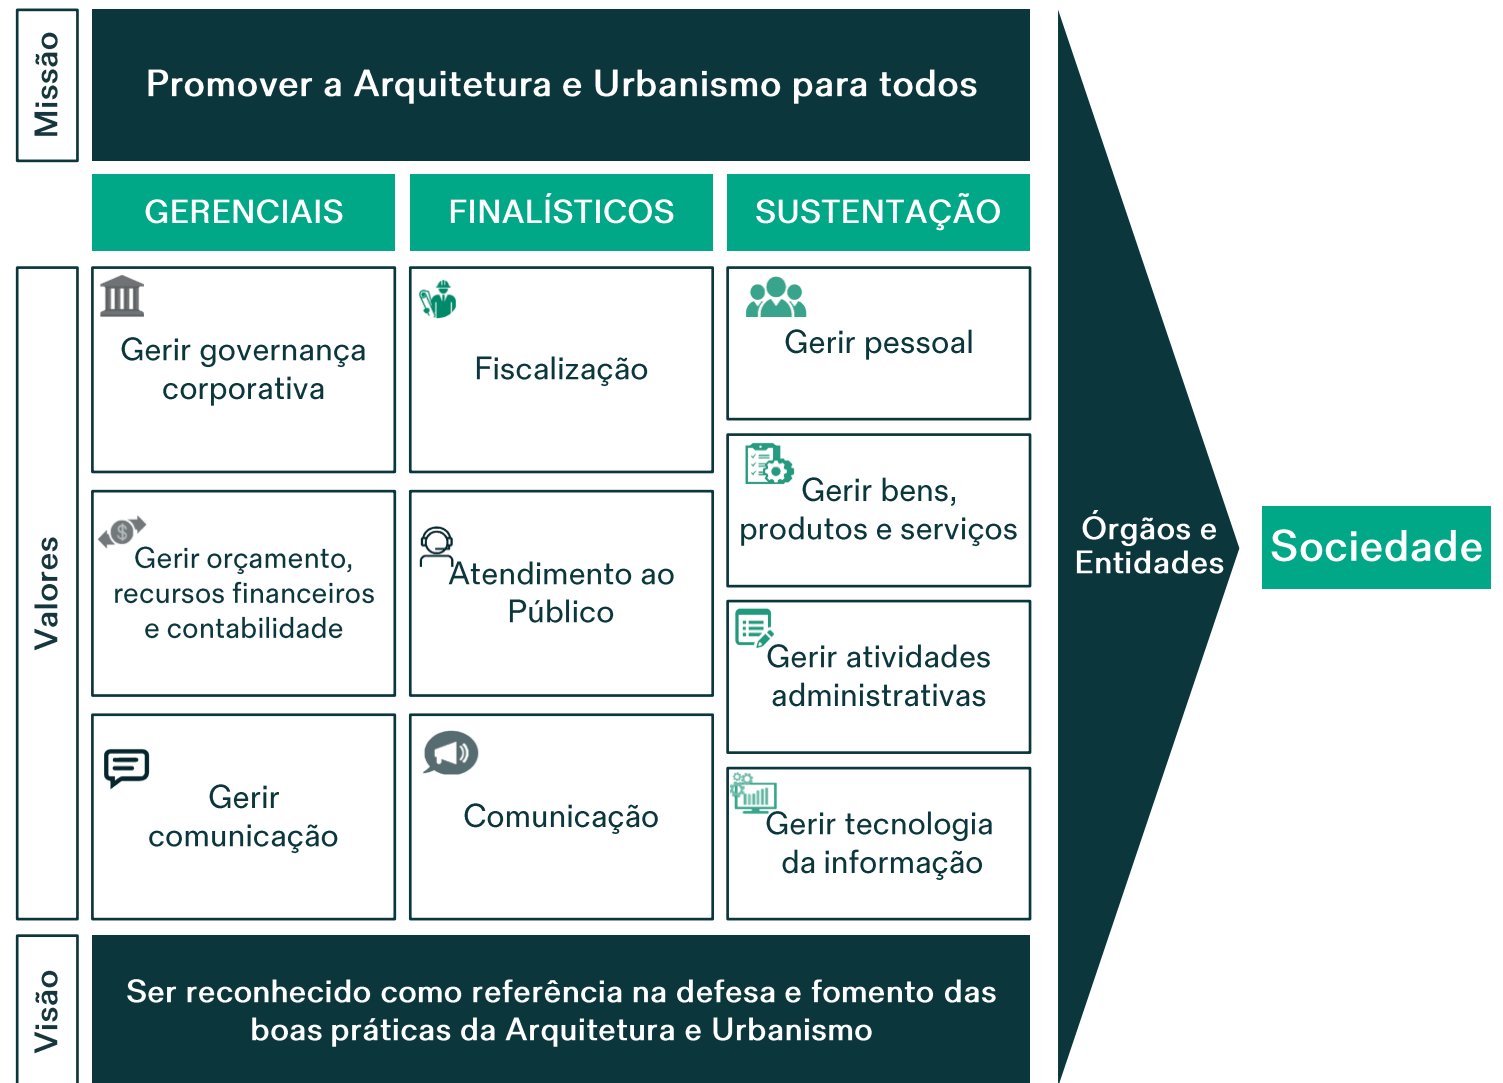 Missão
Promover a Arquitetura e Urbanismo para todos
GERENCIAIS
FINALÍSTICOS
SUSTENTAÇÃO
Valores
Gerir governança
corporativa
Gerir orçamento,
recursos financeiros
e contabilidade
Gerir
comunicação
Fiscalização
Atendimento ao
Público
Comunicação
Gerir pessoal
Gerir bens,
produtos e serviços
Gerir atividades
administrativas
Gerir tecnologia
da informação
Visão
Ser reconhecido como referência na defesa e fomento das
boas práticas da Arquitetura e Urbanismo
Órgãos e
Entidades
Sociedade